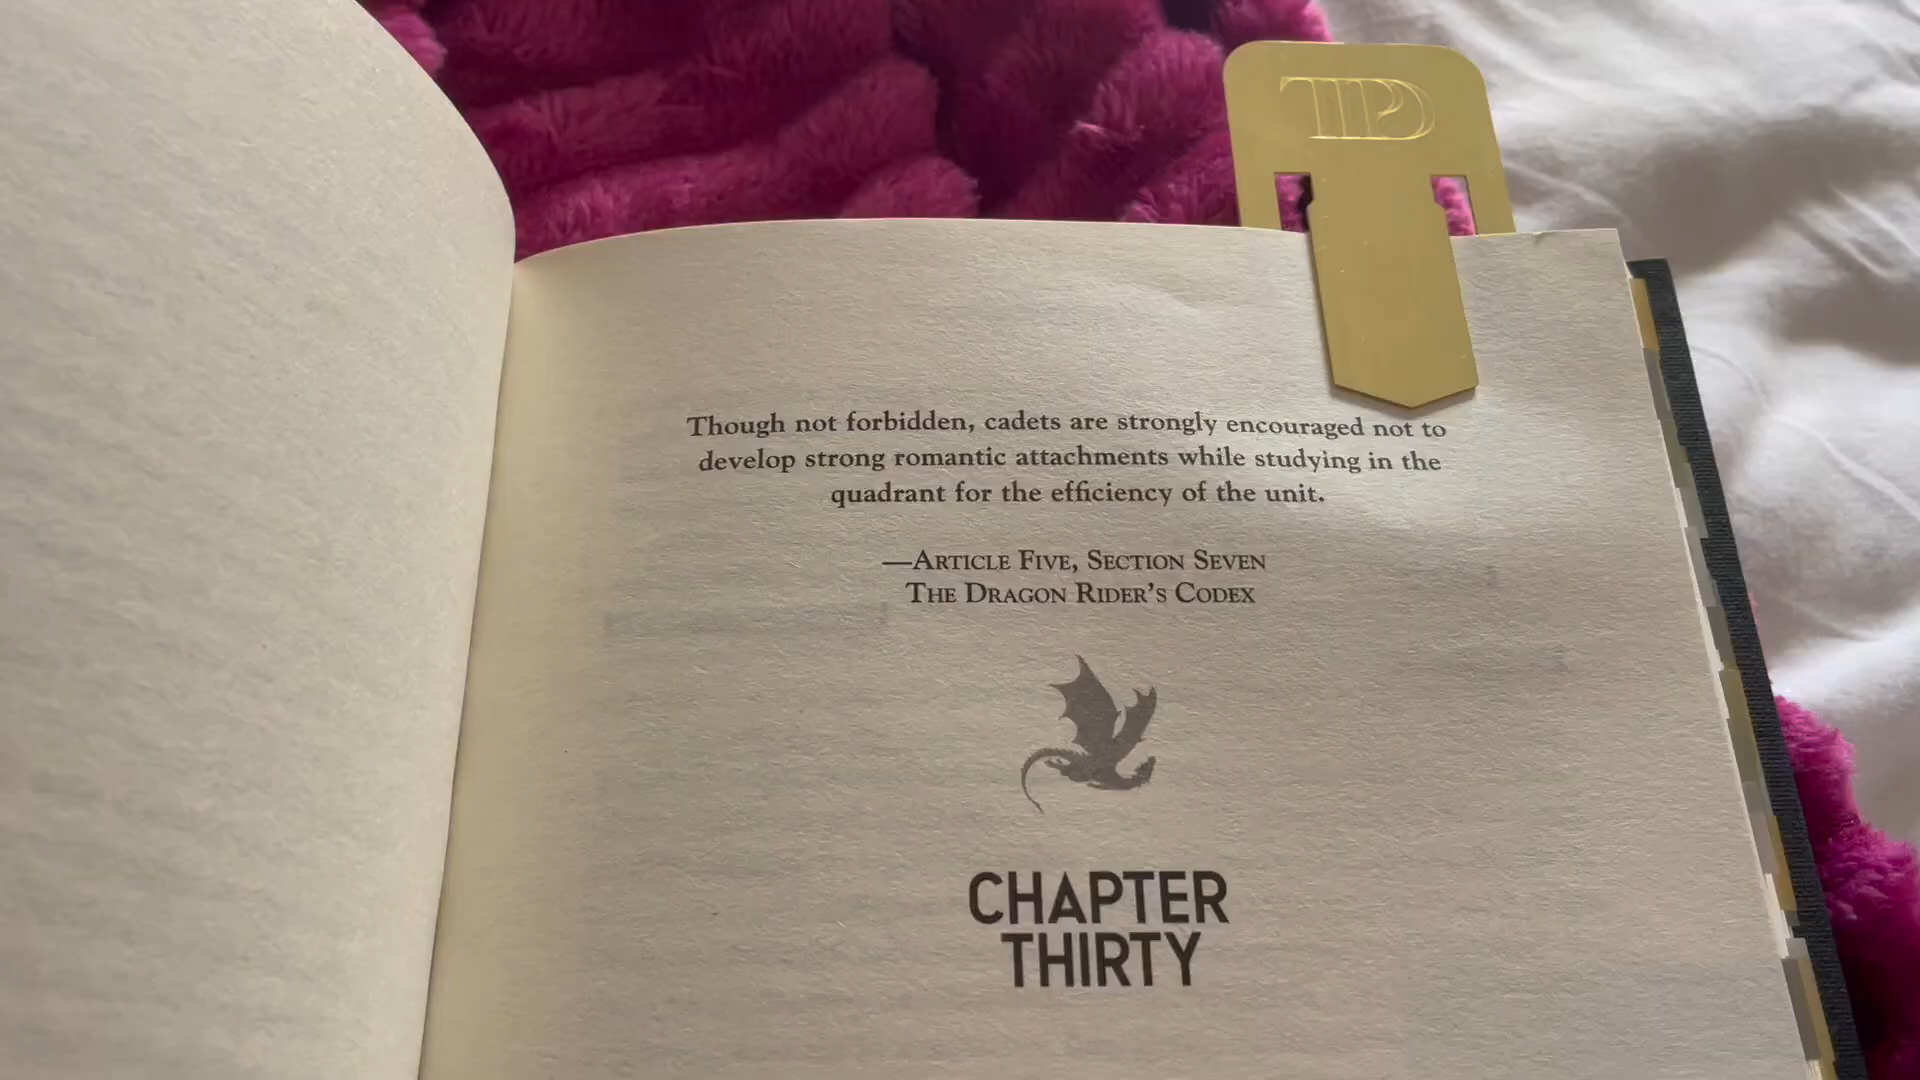 Though not forbidden, cadets are strongly encouraged not to
develop strong romantic attachments while studying in the
quadrant for the efficiency of the unit.
—Article Five, Section Seven
The Dragon Rider's Codex
CHAPTER
THIRTY